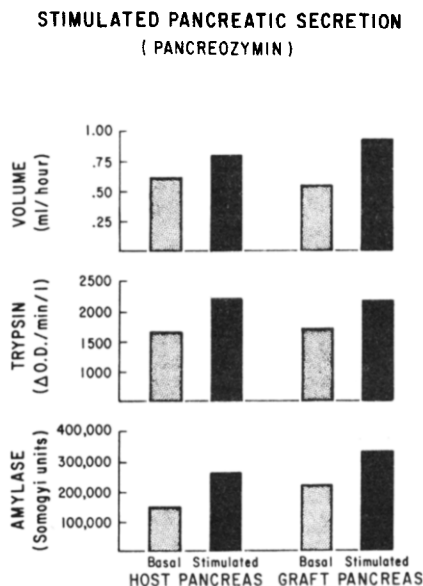 STIMULATED PANCREATIC SECRETION
( PANCREOZYMIN )
VOLUME
(ml/ hour)
1.00
.75
.50
.25
TRYPSIN
(ΔO.D./min/l)
2500
2000
1500
1000
AMYLASE
(Somogyi units)
400,000
300,000
200,000
100,000
Basal Stimulated Basal Stimulated
HOST PANCREAS GRAFT PANCREAS